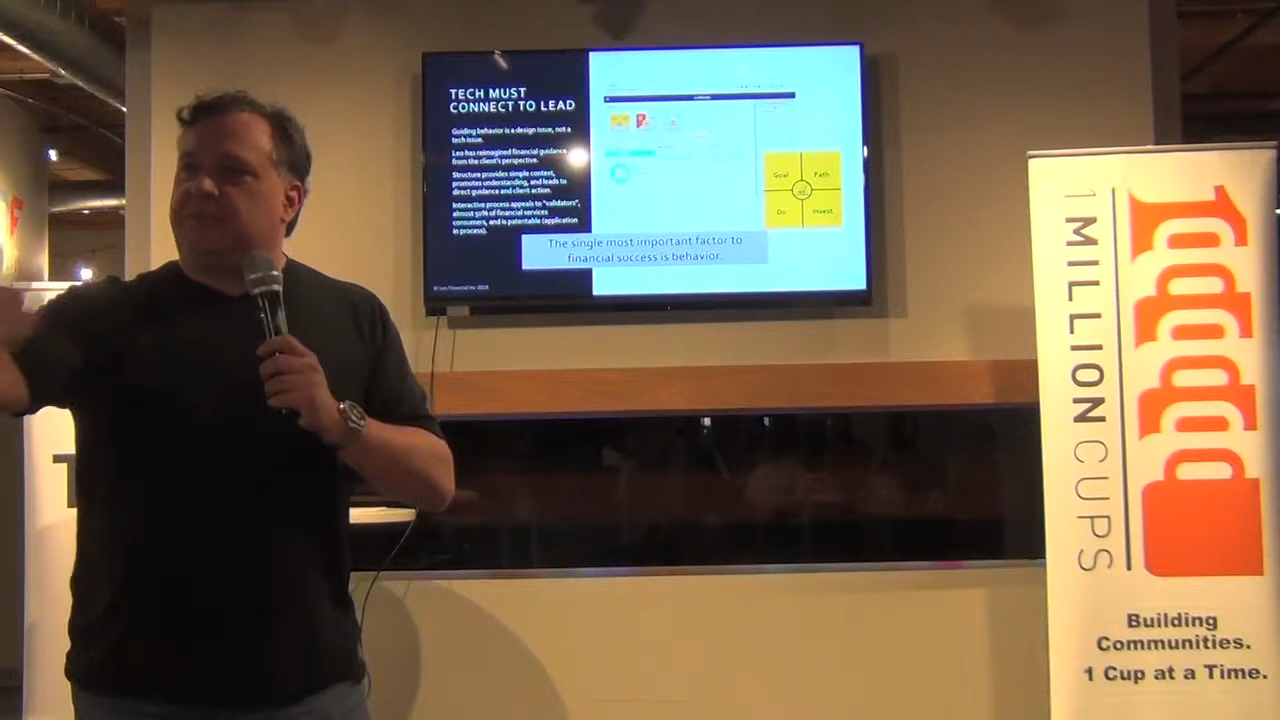 TECH MUST
CONNECT TO LEAD
Guiding behavior is a design issue, not a
tech issue.
Leo has reimagined financial guidance
from the client's perspective.
Structure provides simple context,
promotes understanding, and leads to
direct guidance and client action.
Interactive process appeals to "validators",
almost 50% of financial services
consumers, and is patentable (application
in process).
Goal
Path
Do
Invest
The single most important factor to
financial success is behavior.
© Leo Financial Inc 2018
1 MILLION CUPS
Building
Communities.
1 Cup at a Time.
T